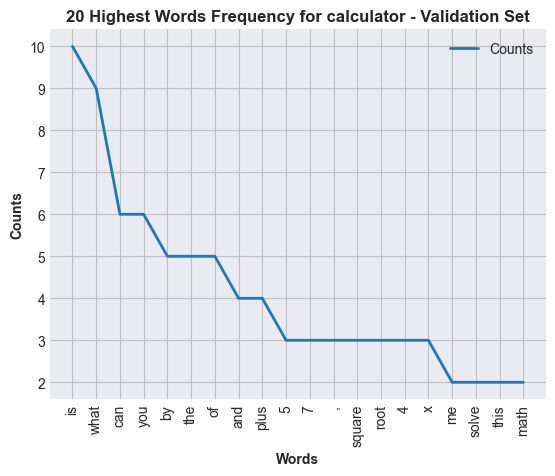 20 Highest Words Frequency for calculator - Validation Set
Counts
10
9
8
7
6
5
4
3
2
Counts
is
what
can
you
by
the
of
and
plus
5
7
,
square
root
4
x
me
solve
this
math
Words